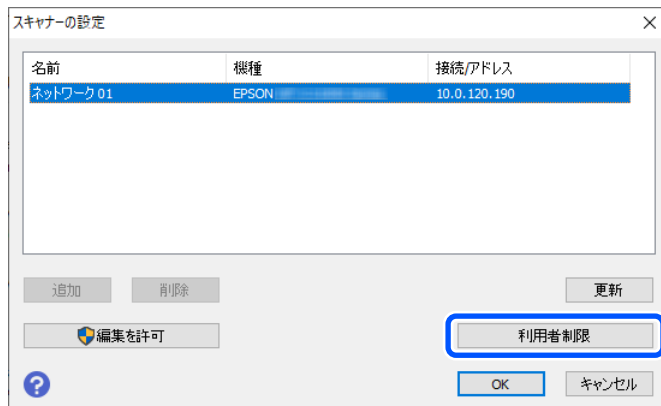 スキャナーの設定
名前 機種 接続/アドレス
ネットワーク 01 EPSON 10.0.120.190
追加 削除 更新
編集を許可 利用者制限
OK キャンセル